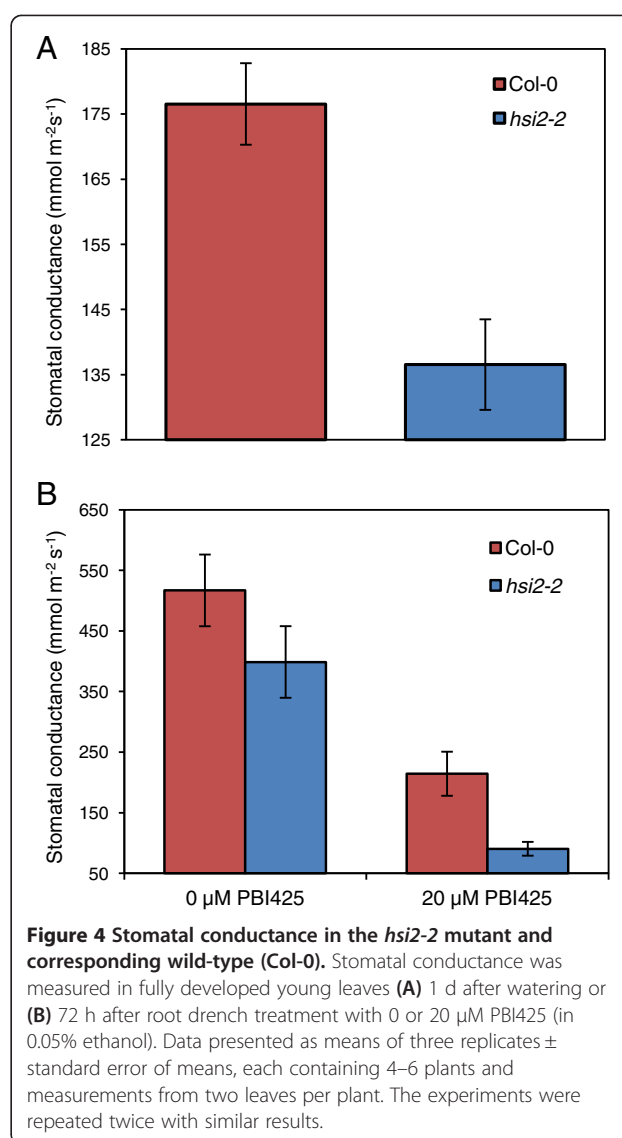 A
Stomatal conductance (mmol m-2s-1)
185
175
165
155
145
135
125
Col-0
hsi2-2
B
Stomatal conductance (mmol m-2 s-1)
650
550
450
350
250
150
50
Col-0
hsi2-2
0 µM PBI425
20 µM PBI425
Figure 4 Stomatal conductance in the hsi2-2 mutant and
corresponding wild-type (Col-0). Stomatal conductance was
measured in fully developed young leaves (A) 1 d after watering or
(B) 72 h after root drench treatment with 0 or 20 µM PBI425 (in
0.05% ethanol). Data presented as means of three replicates ±
standard error of means, each containing 4–6 plants and
measurements from two leaves per plant. The experiments were
repeated twice with similar results.